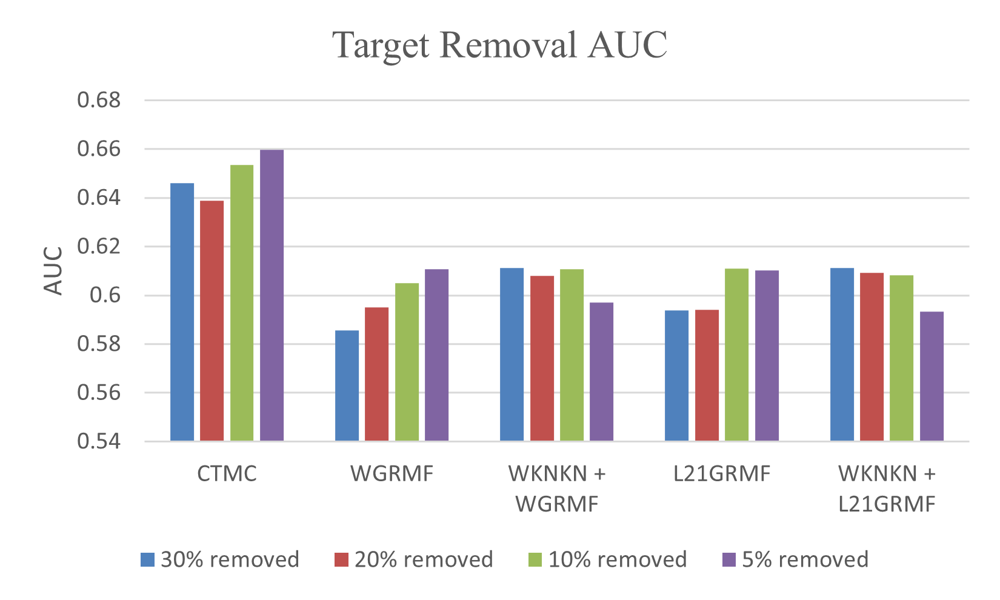 Target Removal AUC
0.68
0.66
0.64
0.62
0.6
0.58
0.56
0.54
AUC
CTMC
WGRMF
WKNKN +
WGRMF
L21GRMF
WKNKN +
L21GRMF
30% removed
20% removed
10% removed
5% removed